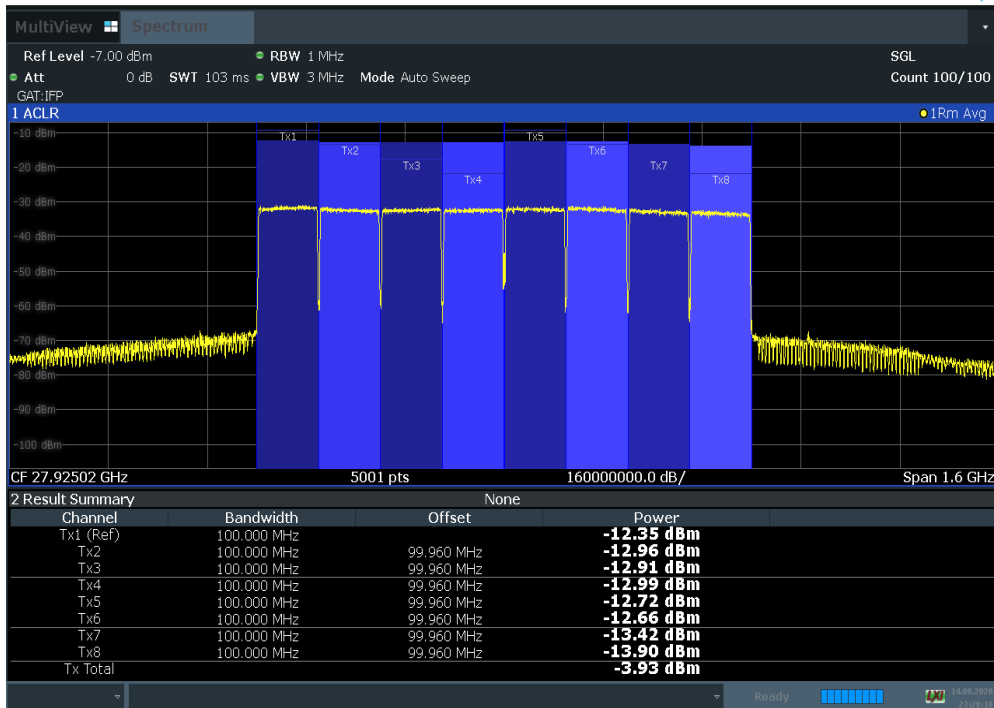 MultiView Spectrum
Ref Level -7.00 dBm RBW 1 MHz SGL
Att 0 dB SWT 103 ms VBW 3 MHz Mode Auto Sweep Count 100/100
GAT:IFP
1 ACLR 1Rm Avg
-10 dBm
Tx1 Tx5
Tx2 Tx6
Tx3 Tx7
-20 dBm
Tx4 Tx8
-30 dBm
-40 dBm
-50 dBm
-60 dBm
-70 dBm
-80 dBm
-90 dBm
-100 dBm
CF 27.92502 GHz 5001 pts 160000000.0 dB/ Span 1.6 GHz
2 Result Summary None
Channel Bandwidth Offset Power
Tx1 (Ref) 100.000 MHz -12.35 dBm
Tx2 100.000 MHz 99.960 MHz -12.96 dBm
Tx3 100.000 MHz 99.960 MHz -12.91 dBm
Tx4 100.000 MHz 99.960 MHz -12.99 dBm
Tx5 100.000 MHz 99.960 MHz -12.72 dBm
Tx6 100.000 MHz 99.960 MHz -12.66 dBm
Tx7 100.000 MHz 99.960 MHz -13.42 dBm
Tx8 100.000 MHz 99.960 MHz -13.90 dBm
Tx Total -3.93 dBm
Ready LXI 14.09.2020